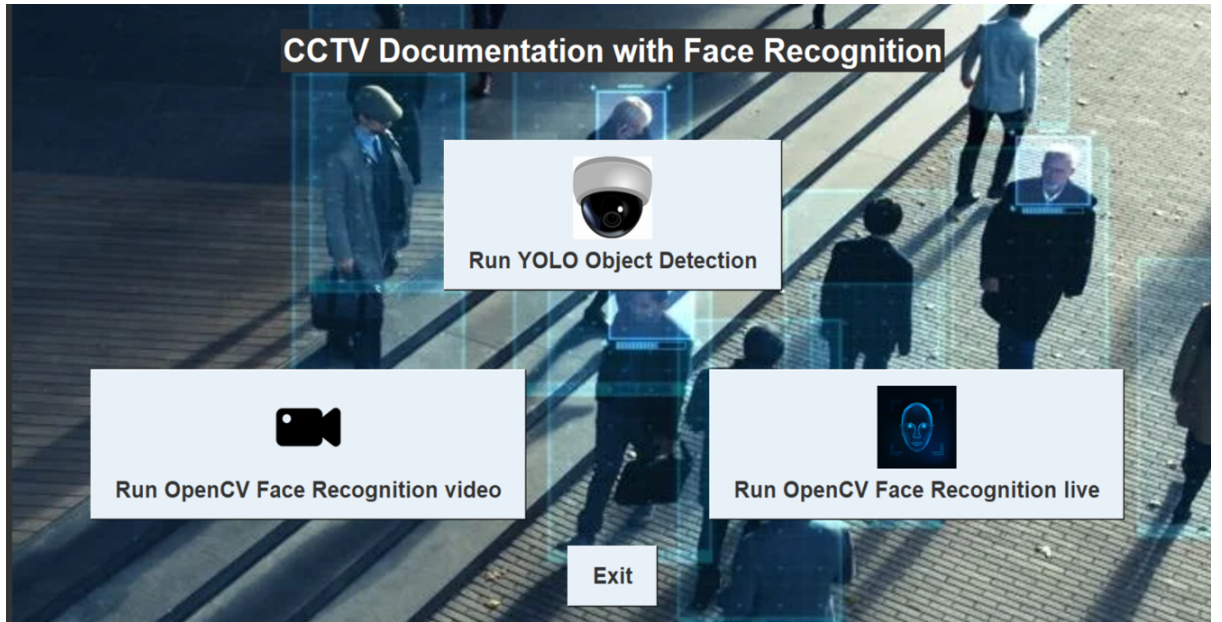 CCTV Documentation with Face Recognition
Run YOLO Object Detection
Run OpenCV Face Recognition video
Run OpenCV Face Recognition live
Exit